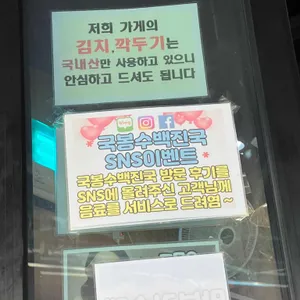 저희 가게의
김치,깍두기는
국내산만 사용하고 있으니
안심하고 드셔도 됩니다
국봉수백진국
SNS이벤트
국봉수백진국 방문 후기를
SNS에 올려주신 고객님께
음료를 서비스로 드려염~